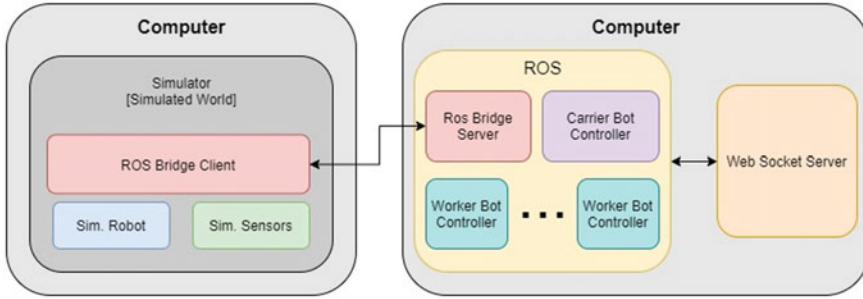 Computer
Simulator
[Simulated World]
ROS Bridge Client
Sim. Robot
Sim. Sensors
Computer
ROS
Ros Bridge
Server
Carrier Bot
Controller
Worker Bot
Controller
Worker Bot
Controller
Web Socket Server